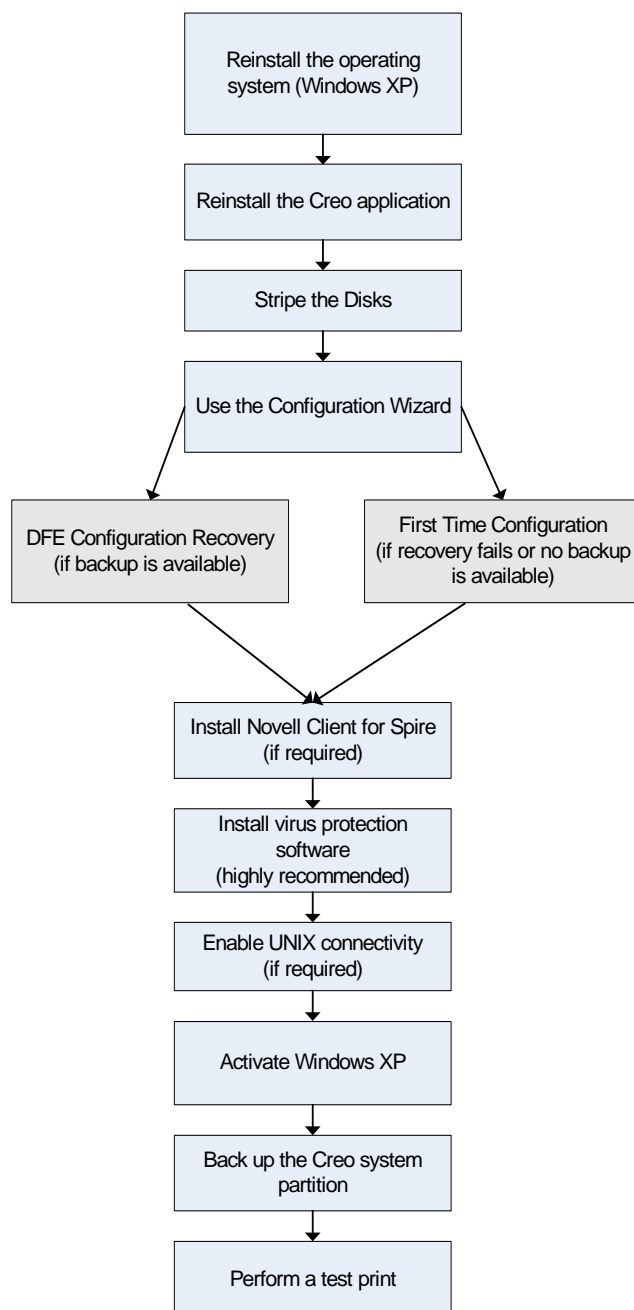 Reinstall the operating
system (Windows XP)
Reinstall the Creo application
Stripe the Disks
Use the Configuration Wizard
DFE Configuration Recovery
(if backup is available)
First Time Configuration
(if recovery fails or no backup
is available)
Install Novell Client for Spire
(if required)
Install virus protection
software
(highly recommended)
Enable UNIX connectivity
(if required)
Activate Windows XP
Back up the Creo system
partition
Perform a test print